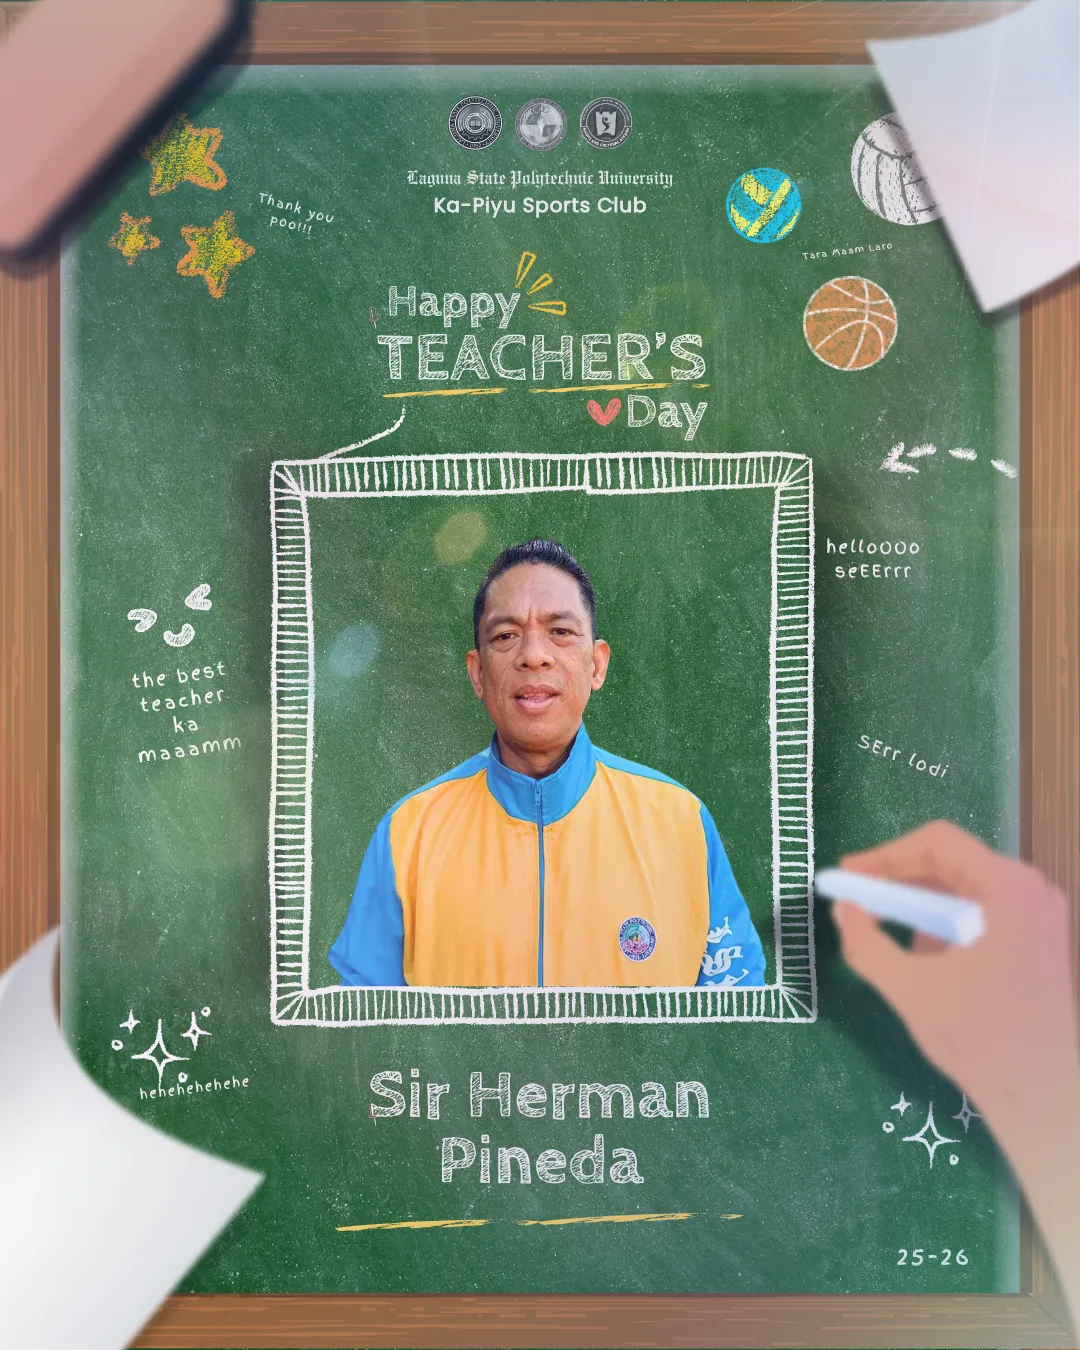 Laguna State Polytechnic University
Ka-Piyu Sports Club
Thank you
poo!!!
Tara Maam Laro
Happy
TEACHER'S
Day
helloOOo
seEErrr
the best
teacher
ka
maaamm
SErr lodi
hehehehehehe
Sir Herman
Pineda
25-26